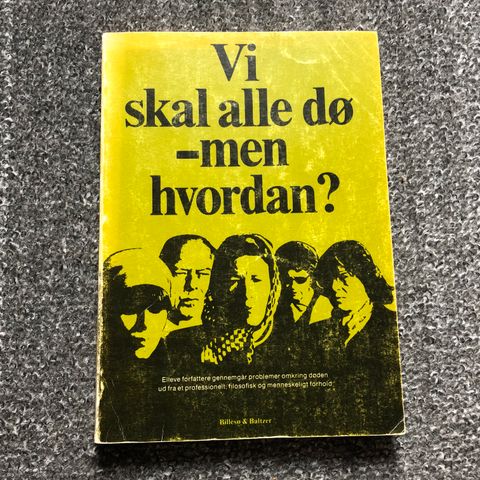 Vi
skal alle dø
–men
hvordan?
Elleve forfattere gennemgår problemer omkring døden
ud fra et professionelt, filosofisk og menneskeligt forhold
Billesø & Baltzer